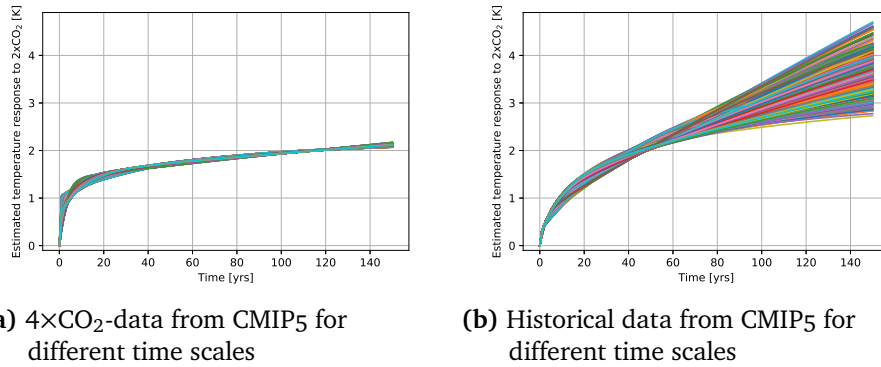 Estimated temperature response to 2xCO₂ [K]
4
3
2
1
0
0 20 40 60 80 100 120 140
Time [yrs]
Estimated temperature response to 2xCO₂ [K]
4
3
2
1
0
0 20 40 60 80 100 120 140
Time [yrs]
a) 4×CO₂-data from CMIP5 for
different time scales
(b) Historical data from CMIP5 for
different time scales